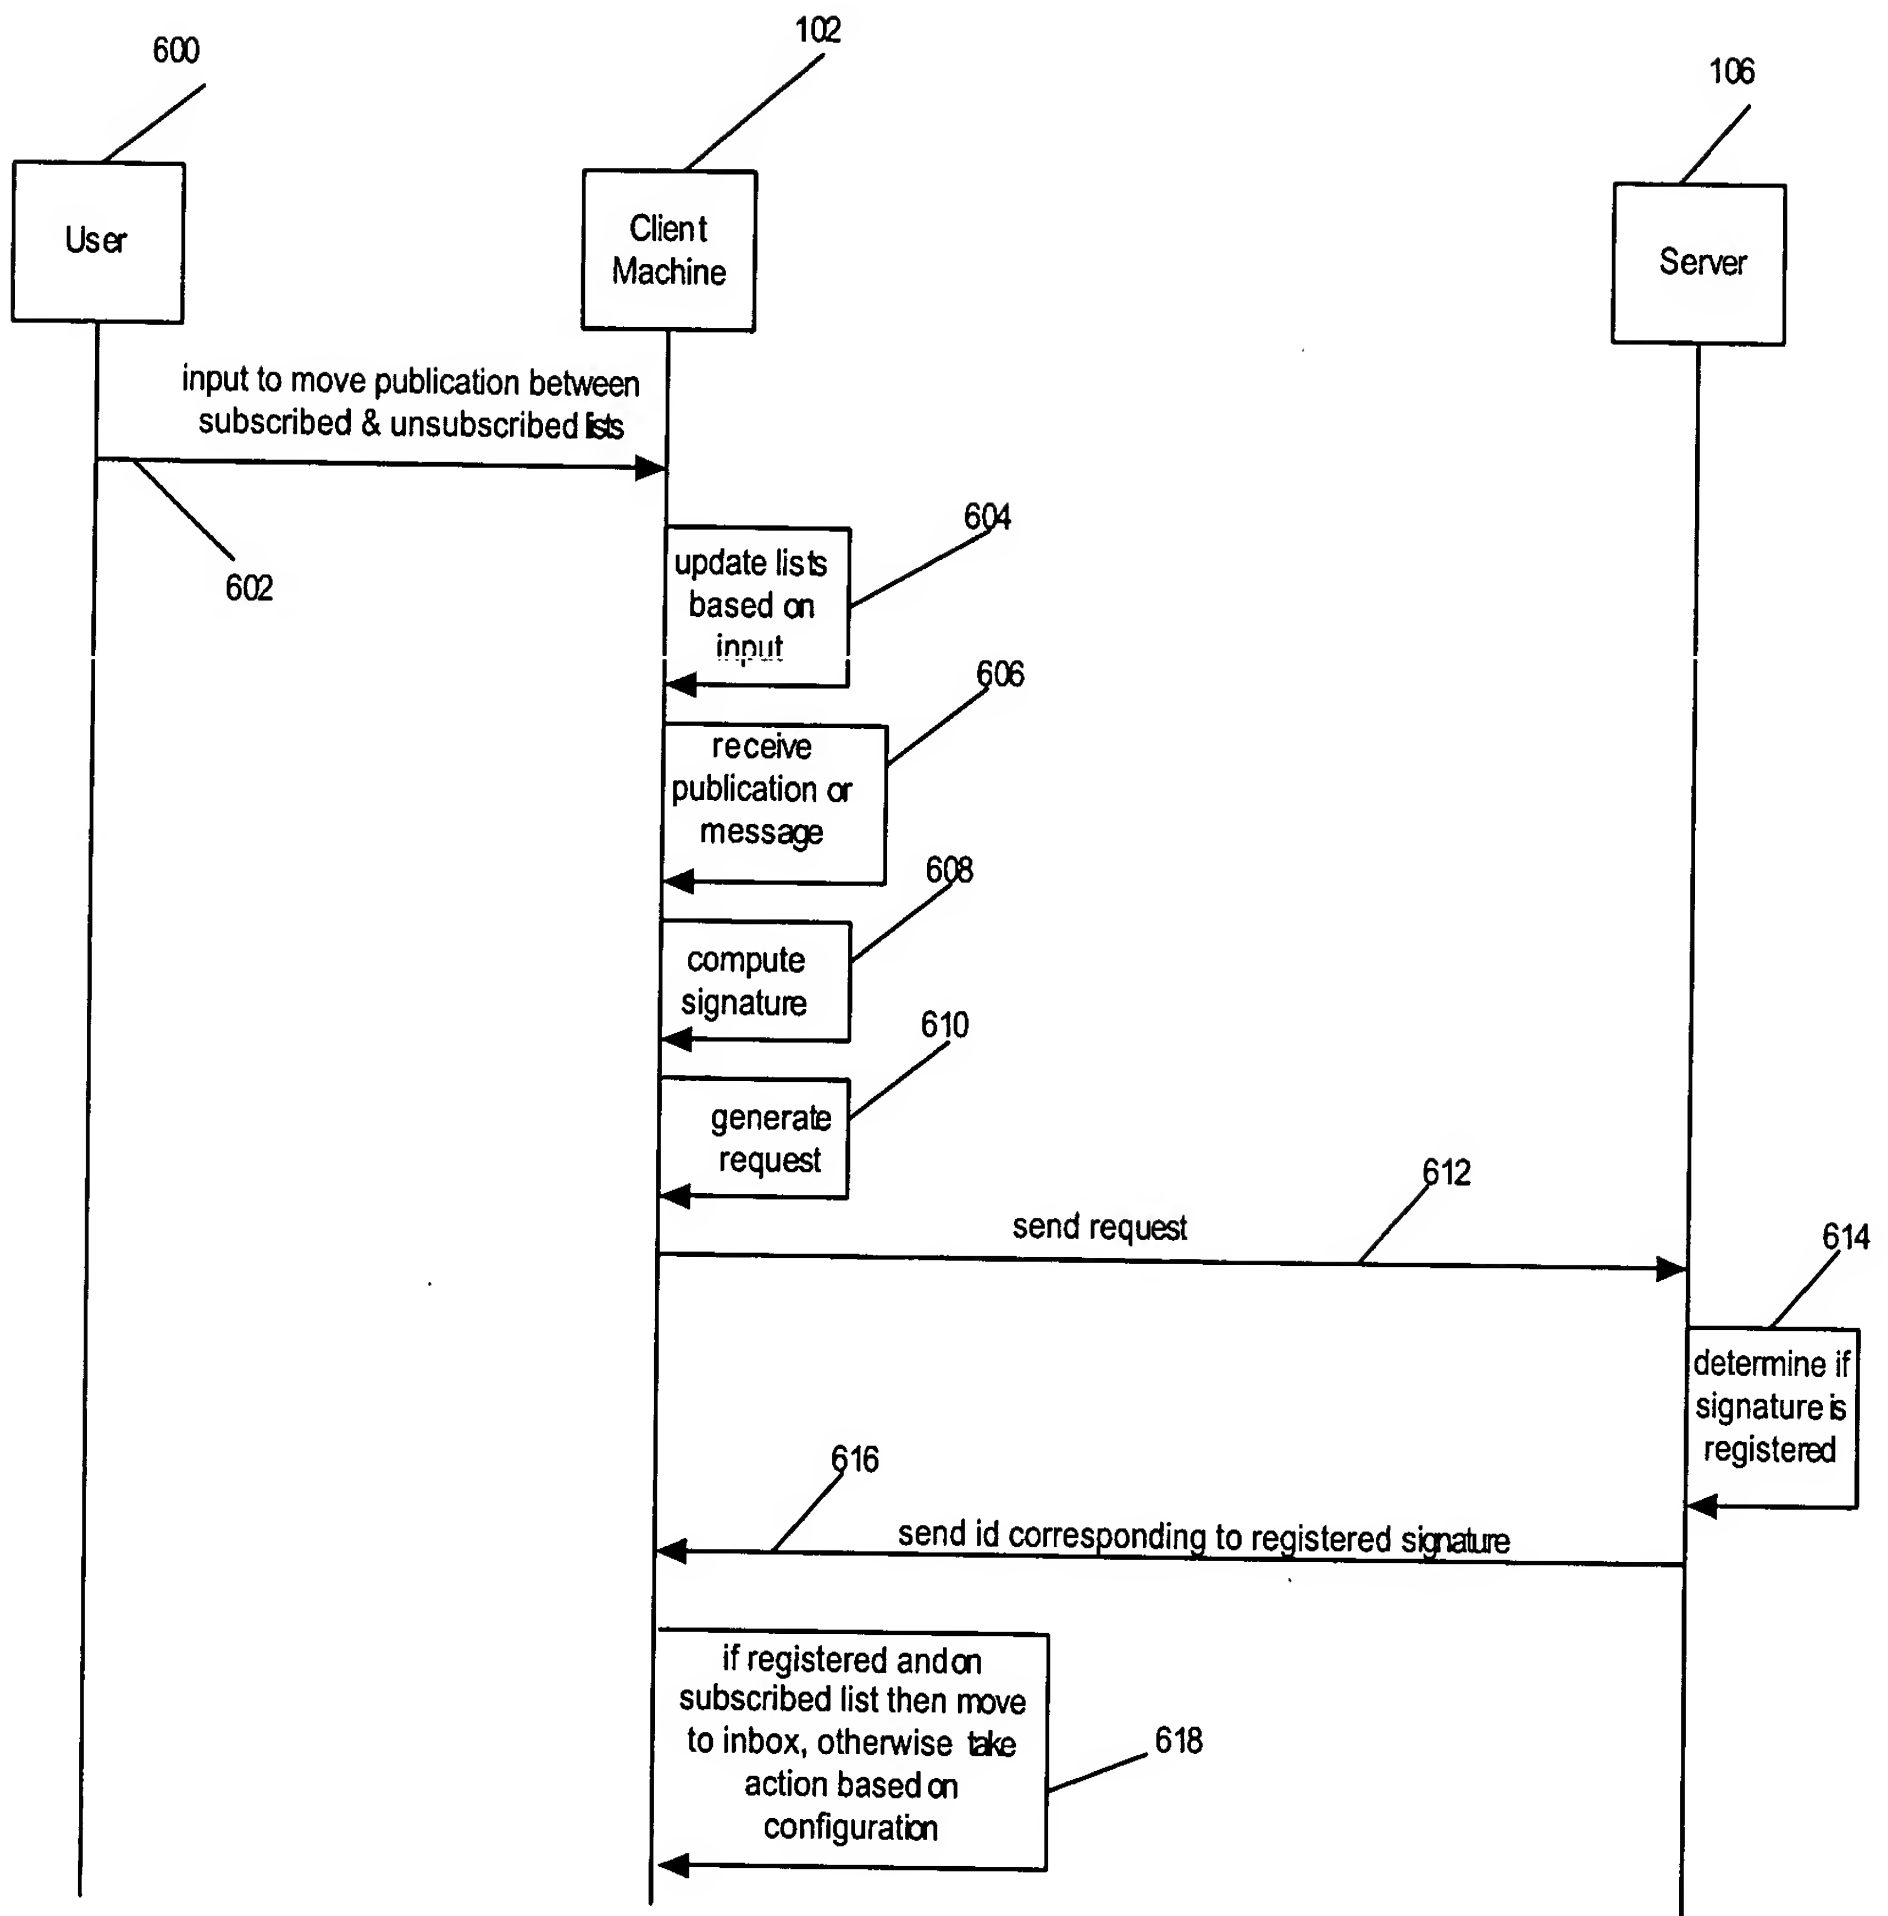 600
102
106
User
Client
Machine
Server
input to move publication between
subscribed & unsubscribed lists
602
604
update lists
based on
input
606
receive
publication or
message
608
compute
signature
610
generate
request
612
send request
614
determine if
signature is
registered
616
send id corresponding to registered signature
if registered and on
subscribed list then move
to inbox, otherwise take
action based on
configuration
618